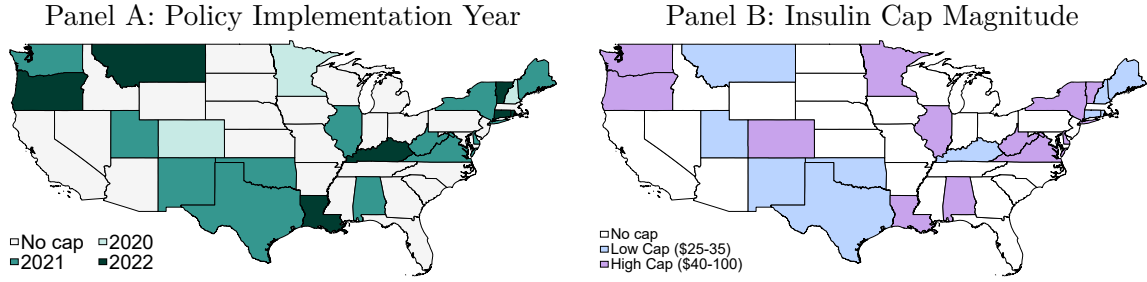 Panel A: Policy Implementation Year
No cap
2020
2021
2022
Panel B: Insulin Cap Magnitude
No cap
Low Cap ($25-35)
High Cap ($40-100)